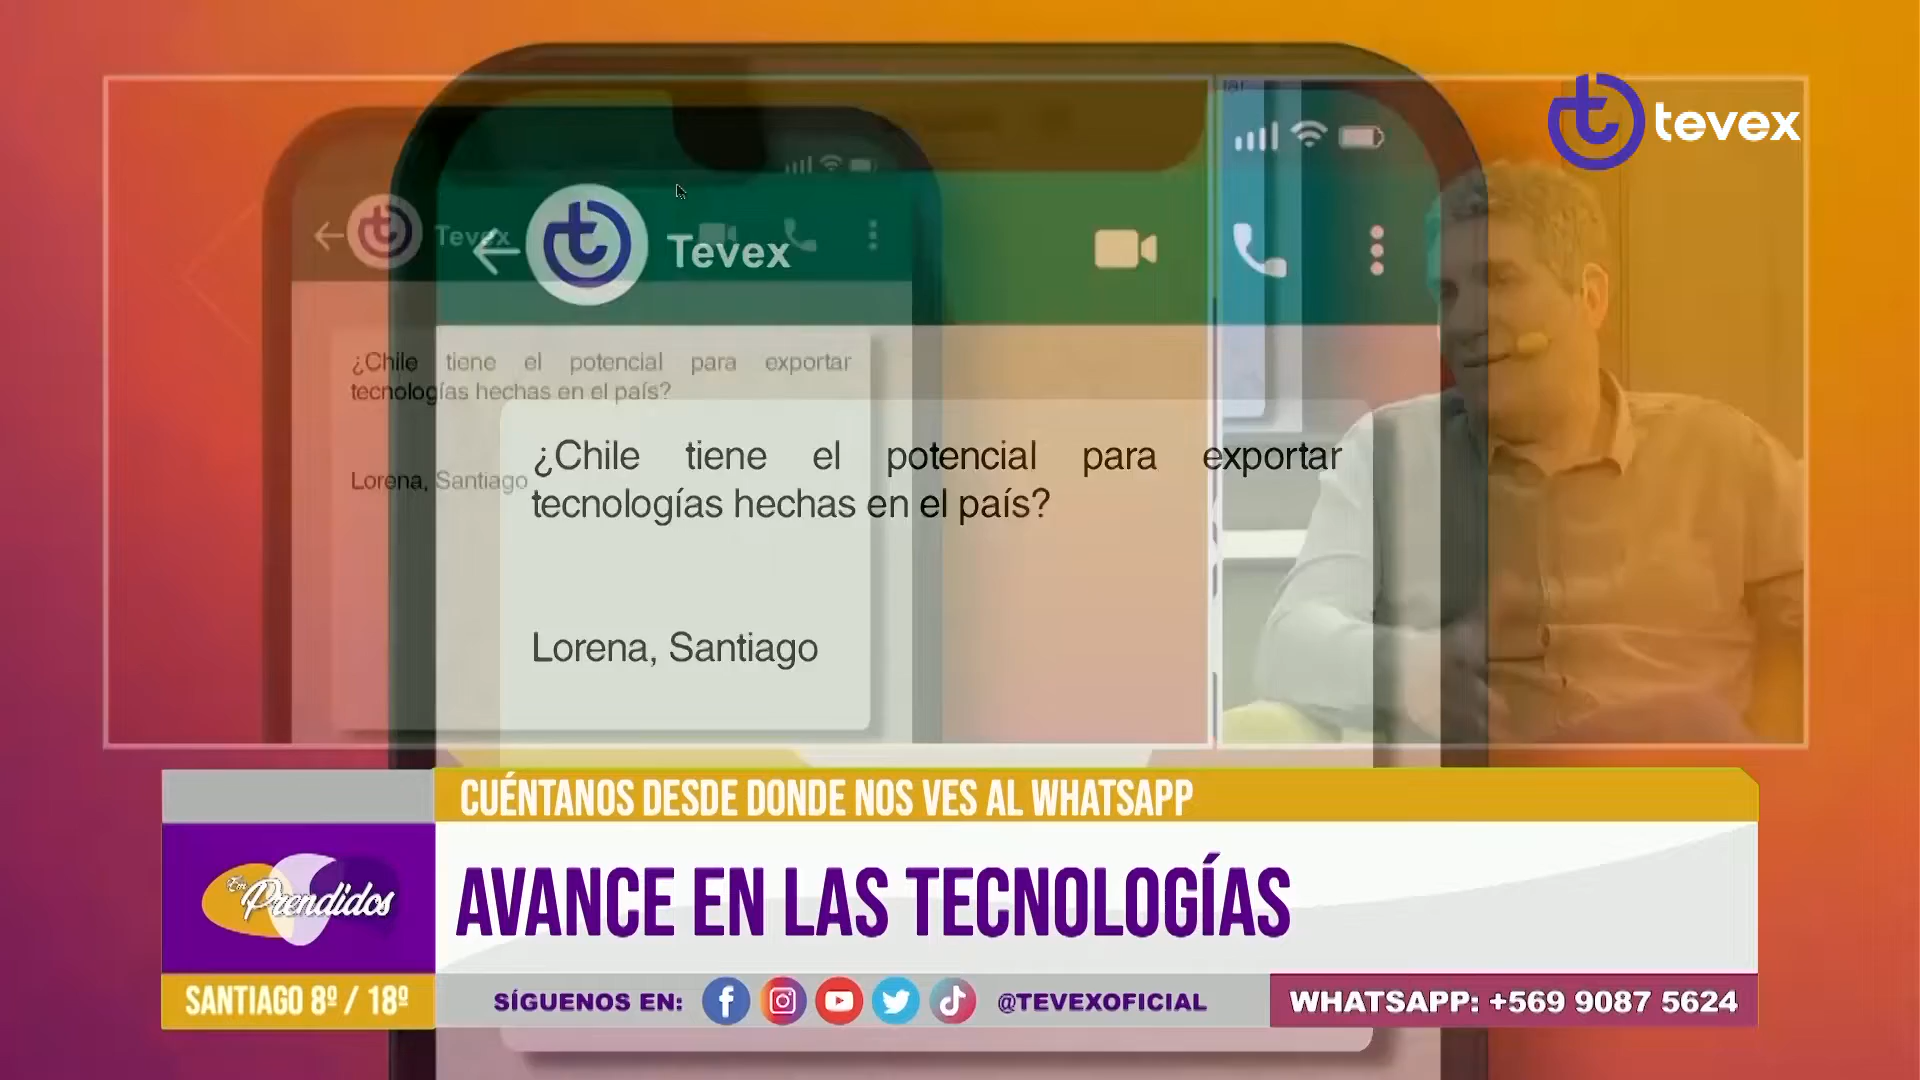 tevex
Tevex
¿Chile tiene el potencial para exportar
tecnologías hechas en el país?
Lorena, Santiago
Tevex
¿Chile tiene el potencial para exportar
tecnologías hechas en el país?
Lorena, Santiago
CUÉNTANOS DESDE DONDE NOS VES AL WHATSAPP
Em Prendidos
AVANCE EN LAS TECNOLOGÍAS
SANTIAGO 8º / 18º
SÍGUENOS EN:
@TEVEXOFICIAL
WHATSAPP: +569 9087 5624